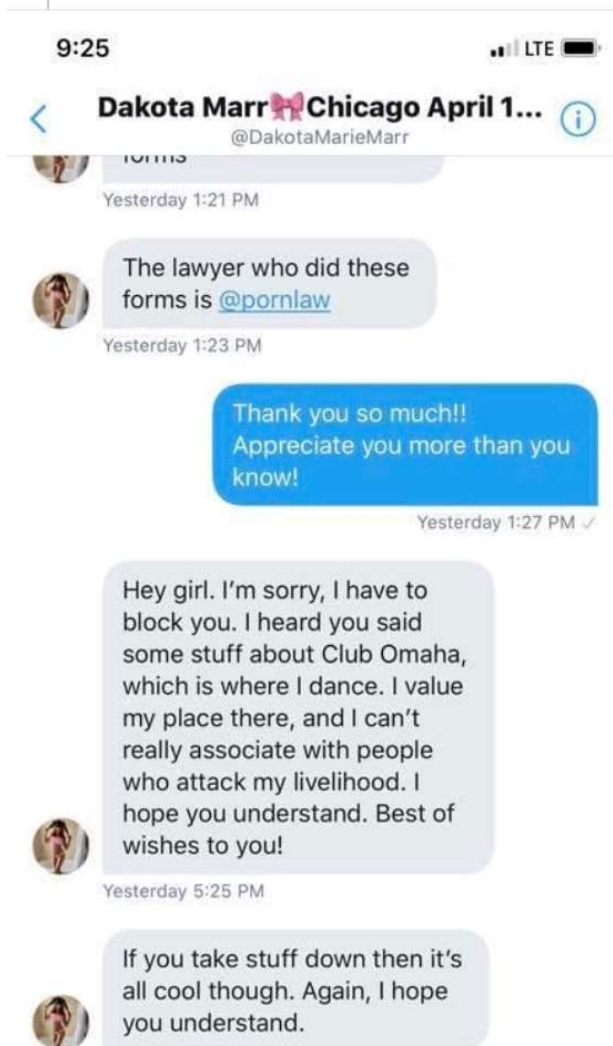 9:25
LTE
Dakota Marr🎀Chicago April 1...
@DakotaMarieMarr
forms
Yesterday 1:21 PM
The lawyer who did these
forms is @pornlaw
Yesterday 1:23 PM
Thank you so much!!
Appreciate you more than you
know!
Yesterday 1:27 PM ✓
Hey girl. I'm sorry, I have to
block you. I heard you said
some stuff about Club Omaha,
which is where I dance. I value
my place there, and I can't
really associate with people
who attack my livelihood. I
hope you understand. Best of
wishes to you!
Yesterday 5:25 PM
If you take stuff down then it's
all cool though. Again, I hope
you understand.